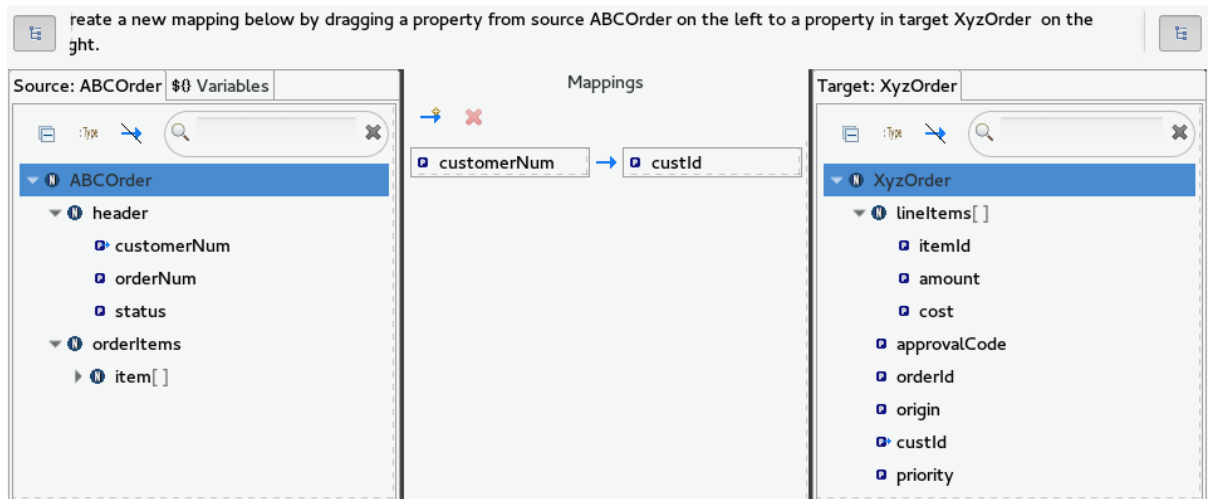 reate a new mapping below by dragging a property from source ABCOrder on the left to a property in target XyzOrder on the
ght.
Source: ABCOrder ${} Variables
Mappings
Target: XyzOrder
: Type
: Type
customerNum
custId
ABCOrder
header
customerNum
orderNum
status
orderItems
item[ ]
XyzOrder
lineItems[ ]
itemId
amount
cost
approvalCode
orderId
origin
custId
priority